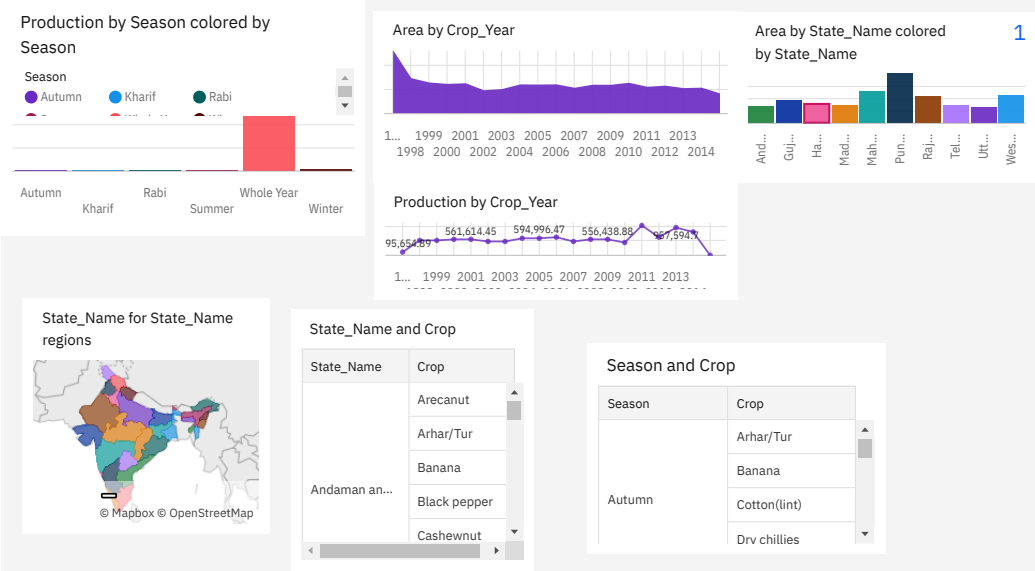 Production by Season colored by
Season
Season
Autumn
Kharif
Rabi
Autumn
Rabi
Whole Year
Kharif
Summer
Winter
Area by Crop_Year
1... 1999 2001 2003 2005 2007 2009 2011 2013
1998 2000 2002 2004 2006 2008 2010 2012 2014
Area by State_Name colored
by State_Name
1
And...
Guj...
Ha...
Mad...
Mah...
Pun...
Raj...
Tel...
Utt...
Wes...
Production by Crop_Year
95,654.89
561,614.45
594,996.47
556,438.88
1... 1999 2001 2003 2005 2007 2009 2011 2013
State_Name for State_Name
regions
© Mapbox © OpenStreetMap
State_Name and Crop
State_Name
Crop
Arecanut
Arhar/Tur
Banana
Andaman an...
Black pepper
Cashewnut
Season and Crop
Season
Crop
Arhar/Tur
Banana
Autumn
Cotton(lint)
Dry chillies